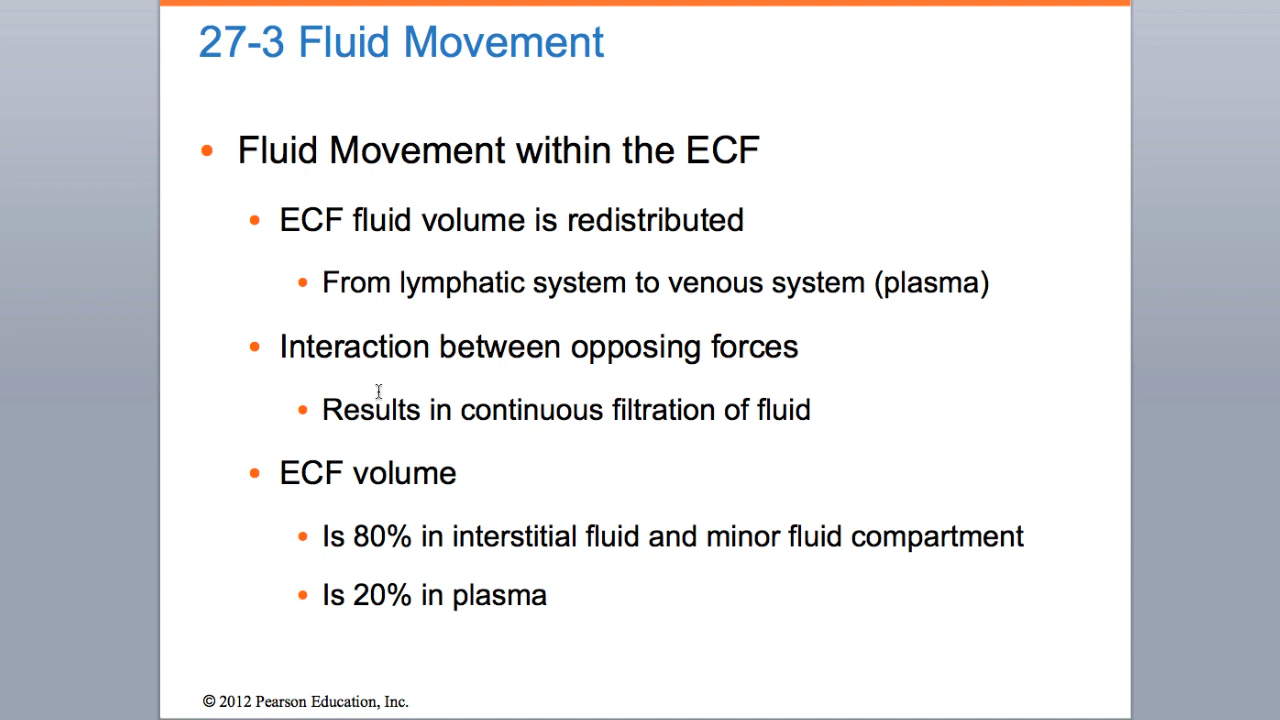 27-3 Fluid Movement
• Fluid Movement within the ECF
• ECF fluid volume is redistributed
• From lymphatic system to venous system (plasma)
• Interaction between opposing forces
• Results in continuous filtration of fluid
• ECF volume
• Is 80% in interstitial fluid and minor fluid compartment
• Is 20% in plasma
© 2012 Pearson Education, Inc.